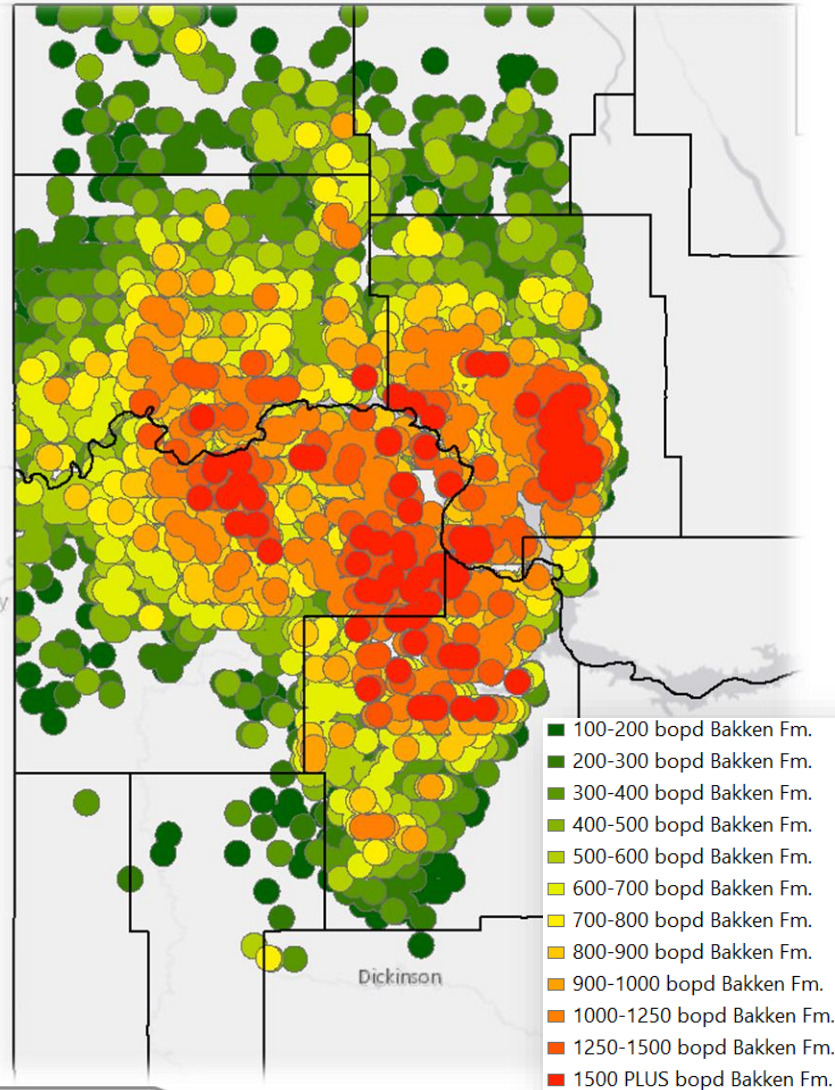 Dickinson
100-200 bopd Bakken Fm.
200-300 bopd Bakken Fm.
300-400 bopd Bakken Fm.
400-500 bopd Bakken Fm.
500-600 bopd Bakken Fm.
600-700 bopd Bakken Fm.
700-800 bopd Bakken Fm.
800-900 bopd Bakken Fm.
900-1000 bopd Bakken Fm.
1000-1250 bopd Bakken Fm.
1250-1500 bopd Bakken Fm.
1500 PLUS bopd Bakken Fm.